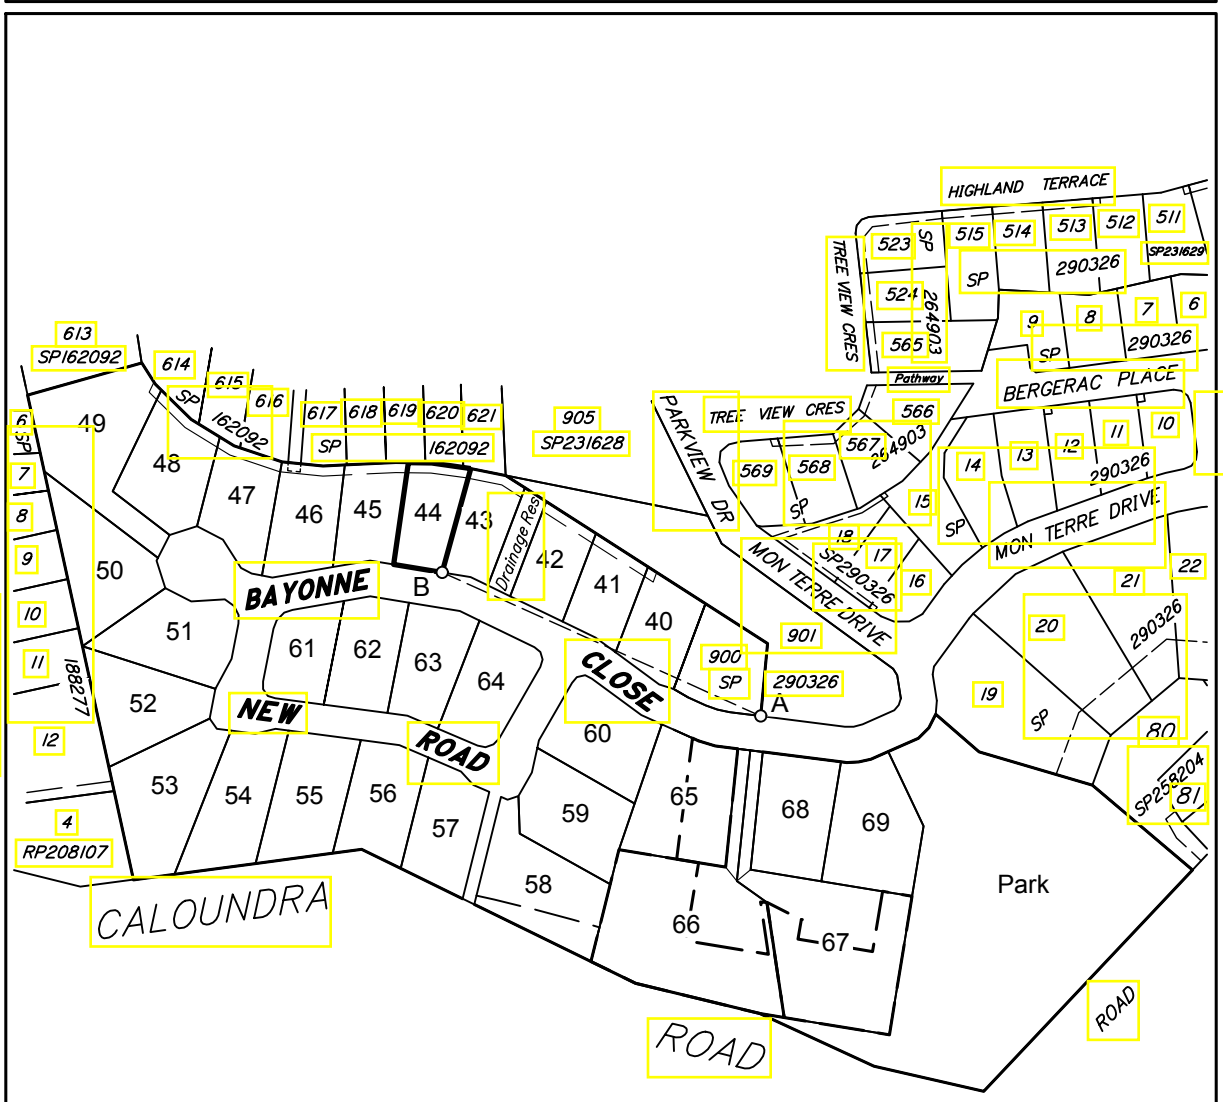 HIGHLAND TERRACE
TREE VIEW CRES
523
SP
515
514
513
512
511
SP231629
SP
290326
524
264903
565
9
8
7
6
SP
290326
Pathway
BERGERAC PLACE
613
SP162092
614
615
616
SP
162092
617
618
619
620
621
SP
162092
905
SP231628
PARKVIEW DR
TREE VIEW CRES
566
567
264903
569
568
SP
14
13
12
11
10
290326
SP
15
MON TERRE DRIVE
18
17
16
SP290326
MON TERRE DRIVE
6
SP
7
8
9
10
11
188277
12
4
RP208107
49
48
47
46
45
44
43
Drainage Res
42
41
40
50
51
52
53
54
55
56
57
58
59
60
61
62
63
64
B
BAYONNE
CLOSE
NEW
ROAD
900
SP
290326
901
A
22
21
20
290326
19
SP
80
SP258204
81
65
66
67
68
69
Park
CALOUNDRA
ROAD
ROAD